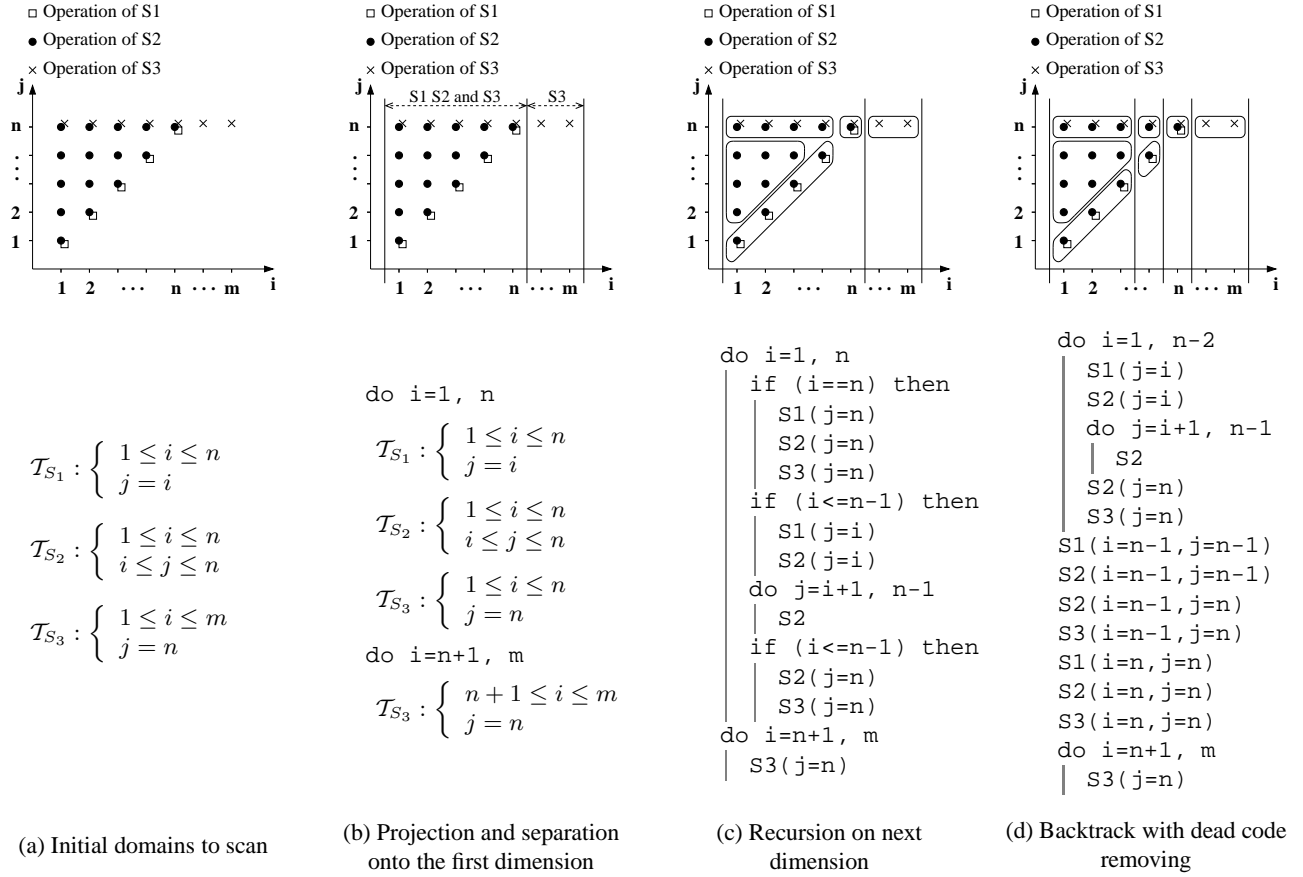 □ Operation of S1
● Operation of S2
× Operation of S3
j
n
⋮
2
1
1 2 ··· n ··· m
i
𝒯S1 : { 1 ≤ i ≤ n
j = i
𝒯S2 : { 1 ≤ i ≤ n
i ≤ j ≤ n
𝒯S3 : { 1 ≤ i ≤ m
j = n
(a) Initial domains to scan
□ Operation of S1
● Operation of S2
× Operation of S3
j
S1 S2 and S3 S3
n
⋮
2
1
1 2 ··· n ··· m
i
do i=1, n
𝒯S1 : { 1 ≤ i ≤ n
j = i
𝒯S2 : { 1 ≤ i ≤ n
i ≤ j ≤ n
𝒯S3 : { 1 ≤ i ≤ n
j = n
do i=n+1, m
𝒯S3 : { n + 1 ≤ i ≤ m
j = n
(b) Projection and separation
onto the first dimension
□ Operation of S1
● Operation of S2
× Operation of S3
j
n
⋮
2
1
1 2 ··· n ··· m
i
do i=1, n
if (i==n) then
S1(j=n)
S2(j=n)
S3(j=n)
if (i<=n-1) then
S1(j=i)
S2(j=i)
do j=i+1, n-1
S2
if (i<=n-1) then
S2(j=n)
S3(j=n)
do i=n+1, m
S3(j=n)
(c) Recursion on next
dimension
□ Operation of S1
● Operation of S2
× Operation of S3
j
n
⋮
2
1
1 2 ··· n ··· m
i
do i=1, n-2
S1(j=i)
S2(j=i)
do j=i+1, n-1
S2
S2(j=n)
S3(j=n)
S1(i=n-1,j=n-1)
S2(i=n-1,j=n-1)
S2(i=n-1,j=n)
S3(i=n-1,j=n)
S1(i=n,j=n)
S2(i=n,j=n)
S3(i=n,j=n)
do i=n+1, m
S3(j=n)
(d) Backtrack with dead code
removing